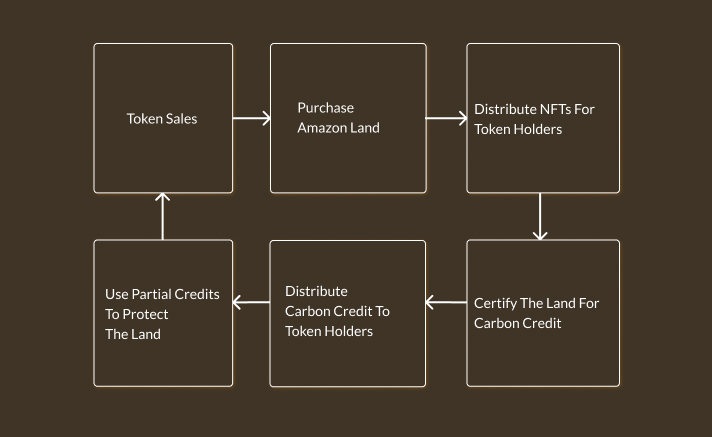 Token Sales
Purchase
Amazon Land
Distribute NFTs For
Token Holders
Use Partial Credits
To Protect
The Land
Distribute
Carbon Credit To
Token Holders
Certify The Land For
Carbon Credit